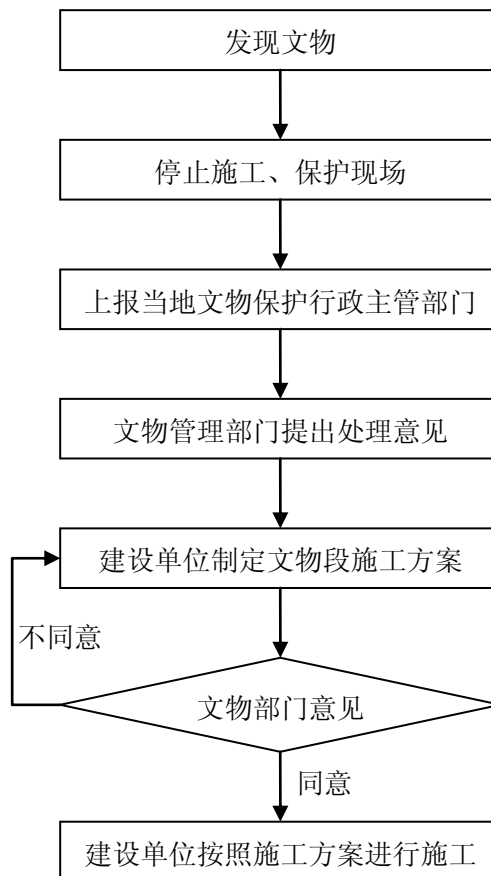 发现文物
停止施工、保护现场
上报当地文物保护行政主管部门
文物管理部门提出处理意见
建设单位制定文物段施工方案
不同意
文物部门意见
同意
建设单位按照施工方案进行施工